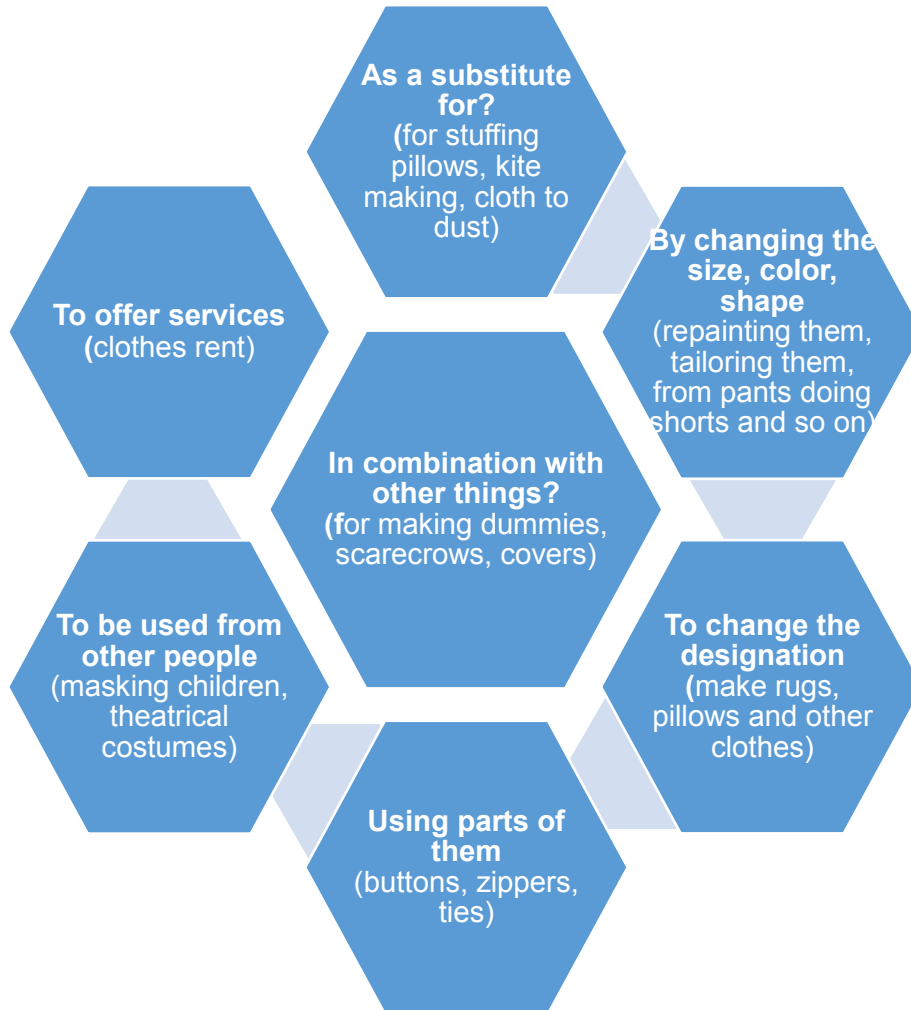 As a substitute
for?
(for stuffing
pillows, kite
making, cloth to
dust)
By changing the
size, color,
shape
(repainting them,
tailoring them,
from pants doing
shorts and so on)
To offer services
(clothes rent)
In combination with
other things?
(for making dummies,
scarecrows, covers)
To be used from
other people
(masking children,
theatrical
costumes)
To change the
designation
(make rugs,
pillows and other
clothes)
Using parts of
them
(buttons, zippers,
ties)